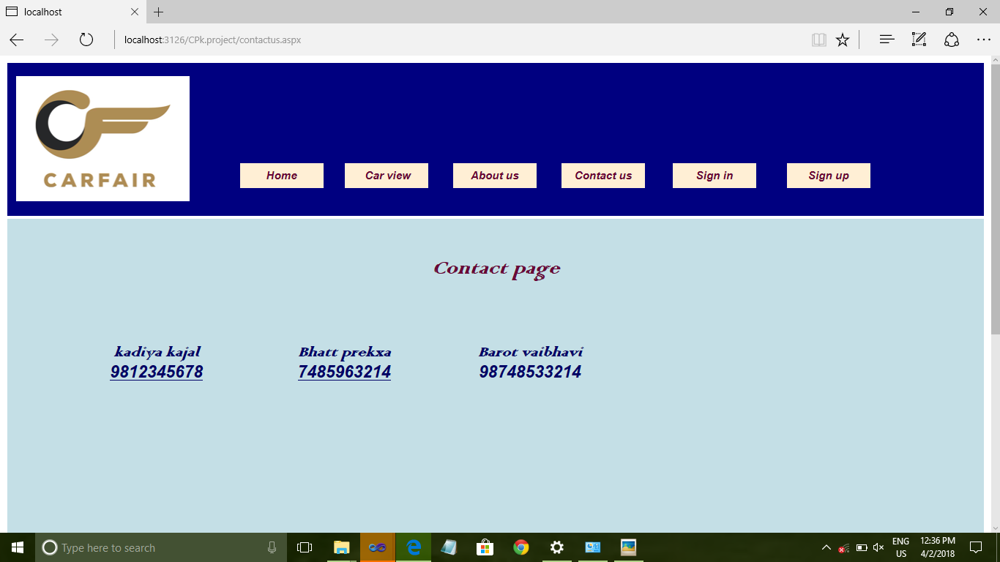 localhost
localhost:3126/CPk.project/contactus.aspx
CARFAIR
Home Car view About us Contact us Sign in Sign up
Contact page
kadiya kajal Bhatt prekxa Barot vaibhavi
9812345678 7485963214 98748533214
Type here to search
ENG 12:36 PM
US 4/2/2018